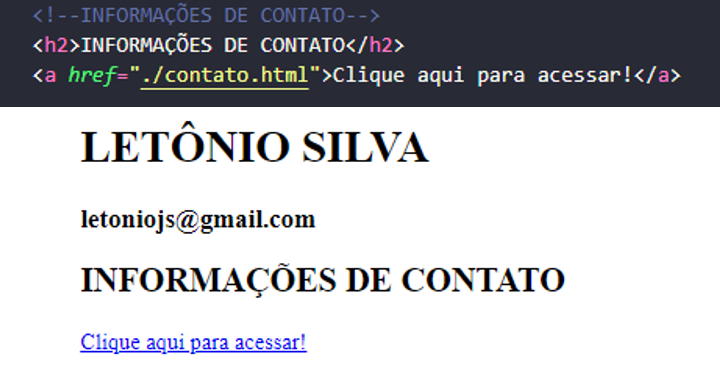 <!--INFORMAÇÕES DE CONTATO-->
<h2>INFORMAÇÕES DE CONTATO</h2>
<a href="./contato.html">Clique aqui para acessar!</a>
LETÔNIO SILVA
letoniojs@gmail.com
INFORMAÇÕES DE CONTATO
Clique aqui para acessar!